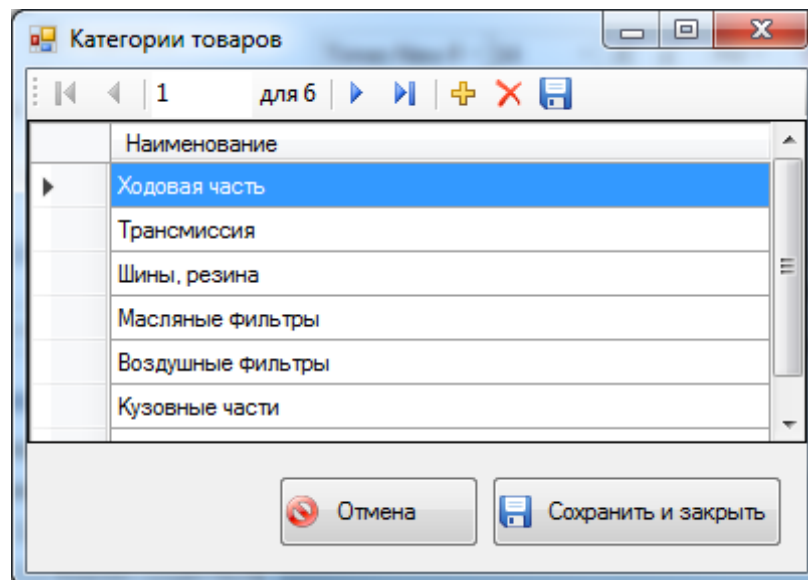 Категории товаров
1 для 6
Наименование
Ходовая часть
Трансмиссия
Шины, резина
Масляные фильтры
Воздушные фильтры
Кузовные части
Отмена Сохранить и закрыть